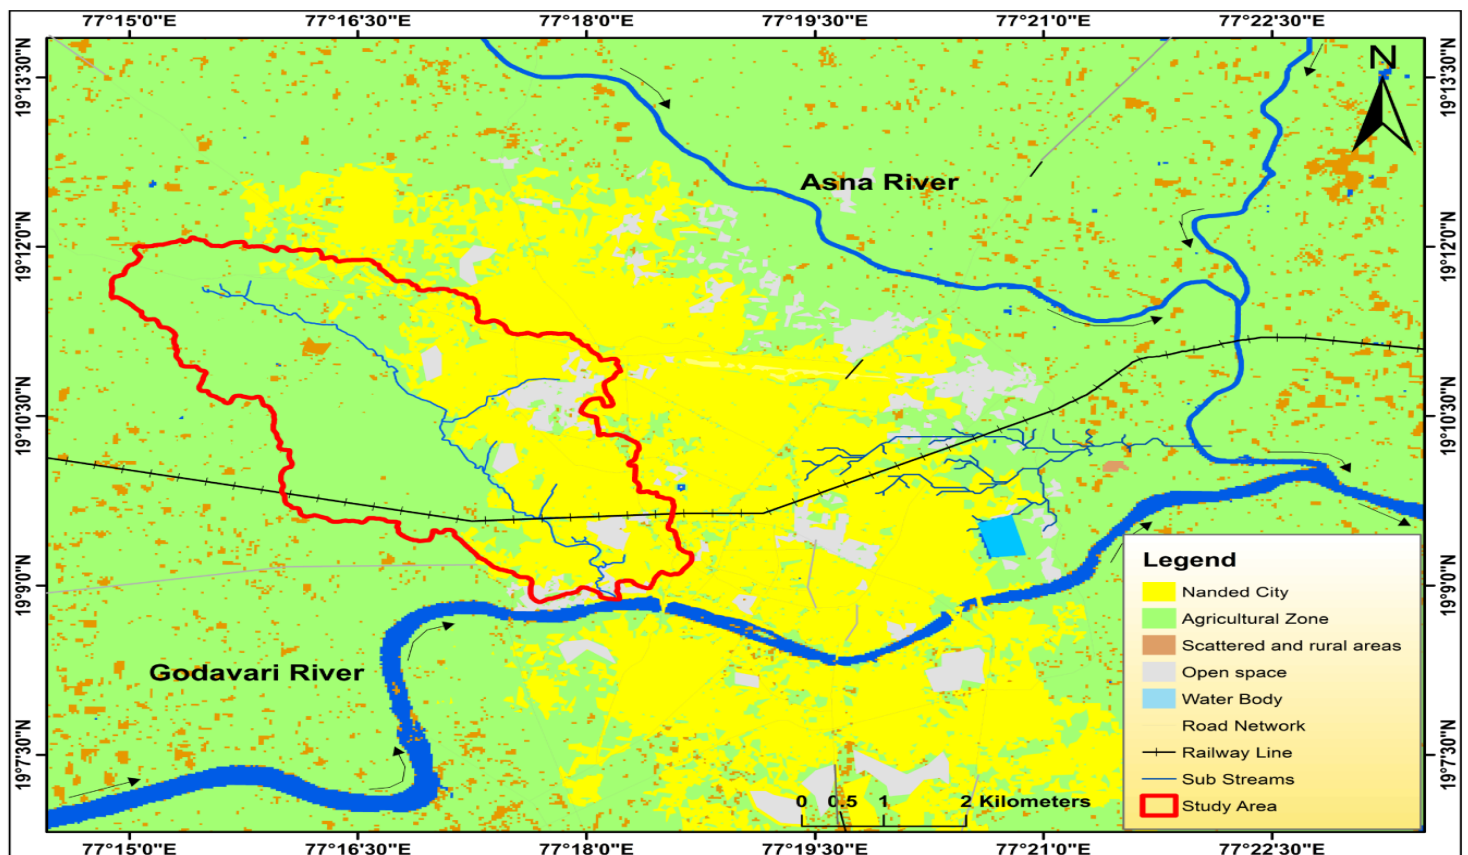 77°15'0"E 77°16'30"E 77°18'0"E 77°19'30"E 77°21'0"E 77°22'30"E
19°13'30"N
19°13'30"N
N
Asna River
19°12'0"N
19°12'0"N
19°10'30"N
19°10'30"N
19°9'0"N
19°9'0"N
Legend
Nanded City
Agricultural Zone
Scattered and rural areas
Open space
Water Body
Road Network
Railway Line
Sub Streams
Study Area
Godavari River
19°7'30"N
19°7'30"N
0 0.5 1 2 Kilometers
77°15'0"E 77°16'30"E 77°18'0"E 77°19'30"E 77°21'0"E 77°22'30"E